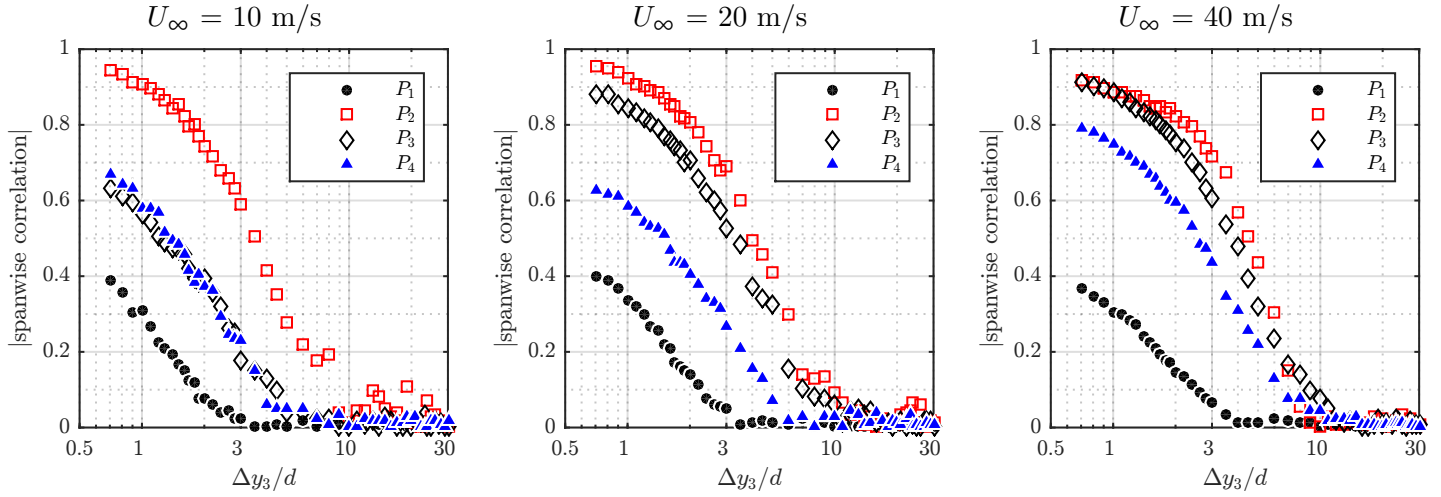 U∞ = 10 m/s
|spanwise correlation|
1
0.8
0.6
0.4
0.2
0
P1
P2
P3
P4
0.5 1 3 10 30
Δy3/d
U∞ = 20 m/s
|spanwise correlation|
1
0.8
0.6
0.4
0.2
0
P1
P2
P3
P4
0.5 1 3 10 30
Δy3/d
U∞ = 40 m/s
|spanwise correlation|
1
0.8
0.6
0.4
0.2
0
P1
P2
P3
P4
0.5 1 3 10 30
Δy3/d